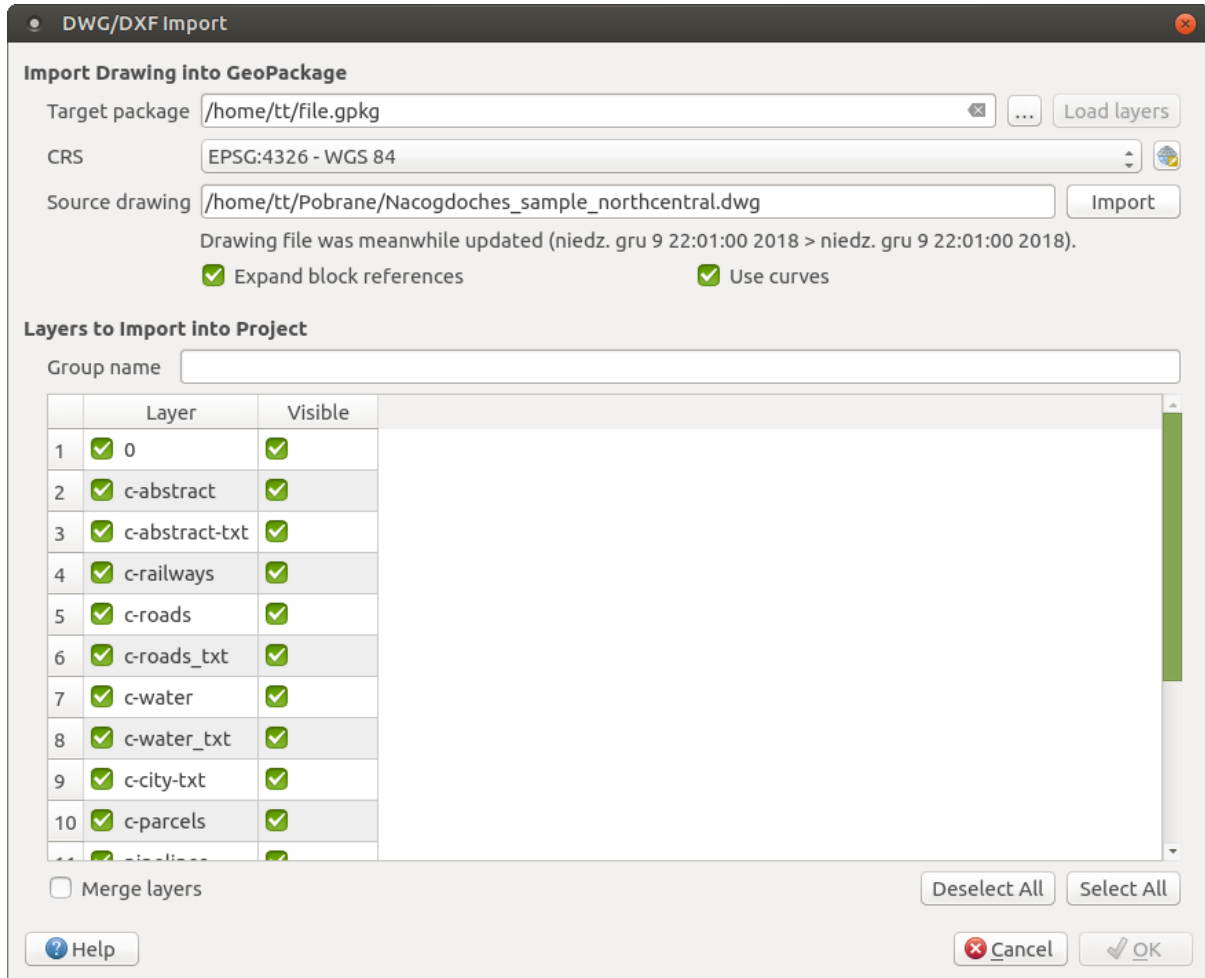 DWG/DXF Import
Import Drawing into GeoPackage
Target package /home/tt/file.gpkg ... Load layers
CRS EPSG:4326 - WGS 84
Source drawing /home/tt/Pobrane/Nacogdoches_sample_northcentral.dwg Import
Drawing file was meanwhile updated (niedz. gru 9 22:01:00 2018 > niedz. gru 9 22:01:00 2018).
Expand block references Use curves
Layers to Import into Project
Group name
Layer Visible
1 0
2 c-abstract
3 c-abstract-txt
4 c-railways
5 c-roads
6 c-roads_txt
7 c-water
8 c-water_txt
9 c-city-txt
10 c-parcels
Merge layers Deselect All Select All
Help Cancel OK